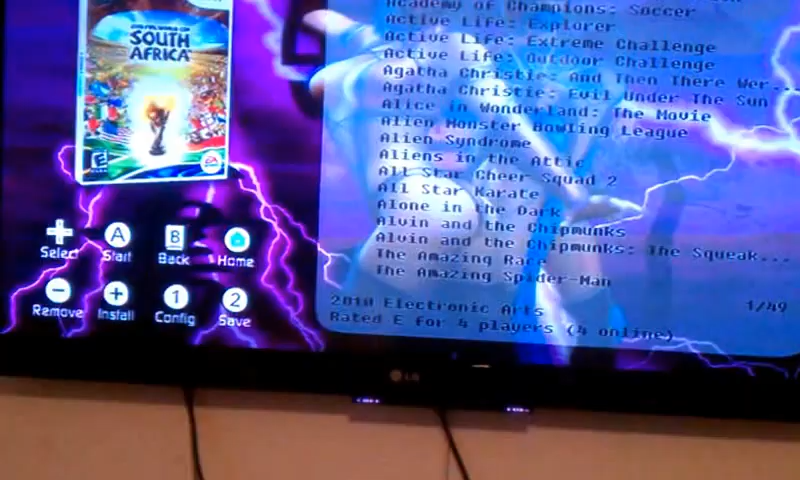 SOUTH
AFRICA
E
EA
Academy of Champions: Soccer
Active Life: Explorer
Active Life: Extreme Challenge
Active Life: Outdoor Challenge
Agatha Christie: And Then There Wer...
Agatha Christie: Evil Under The Sun
Alice in Wonderland: The Movie
Alien Monster Bowling League
Alien Syndrome
Aliens in the Attic
All Star Cheer Squad 2
All Star Karate
Alone in the Dark
Alvin and the Chipmunks
Alvin and the Chipmunks: The Squeak...
The Amazing Race
The Amazing Spider-Man
2010 Electronic Arts 1/49
Rated E for 4 players (4 online)
A B
Select Start Back Home
1 2
Remove Install Config Save
LG